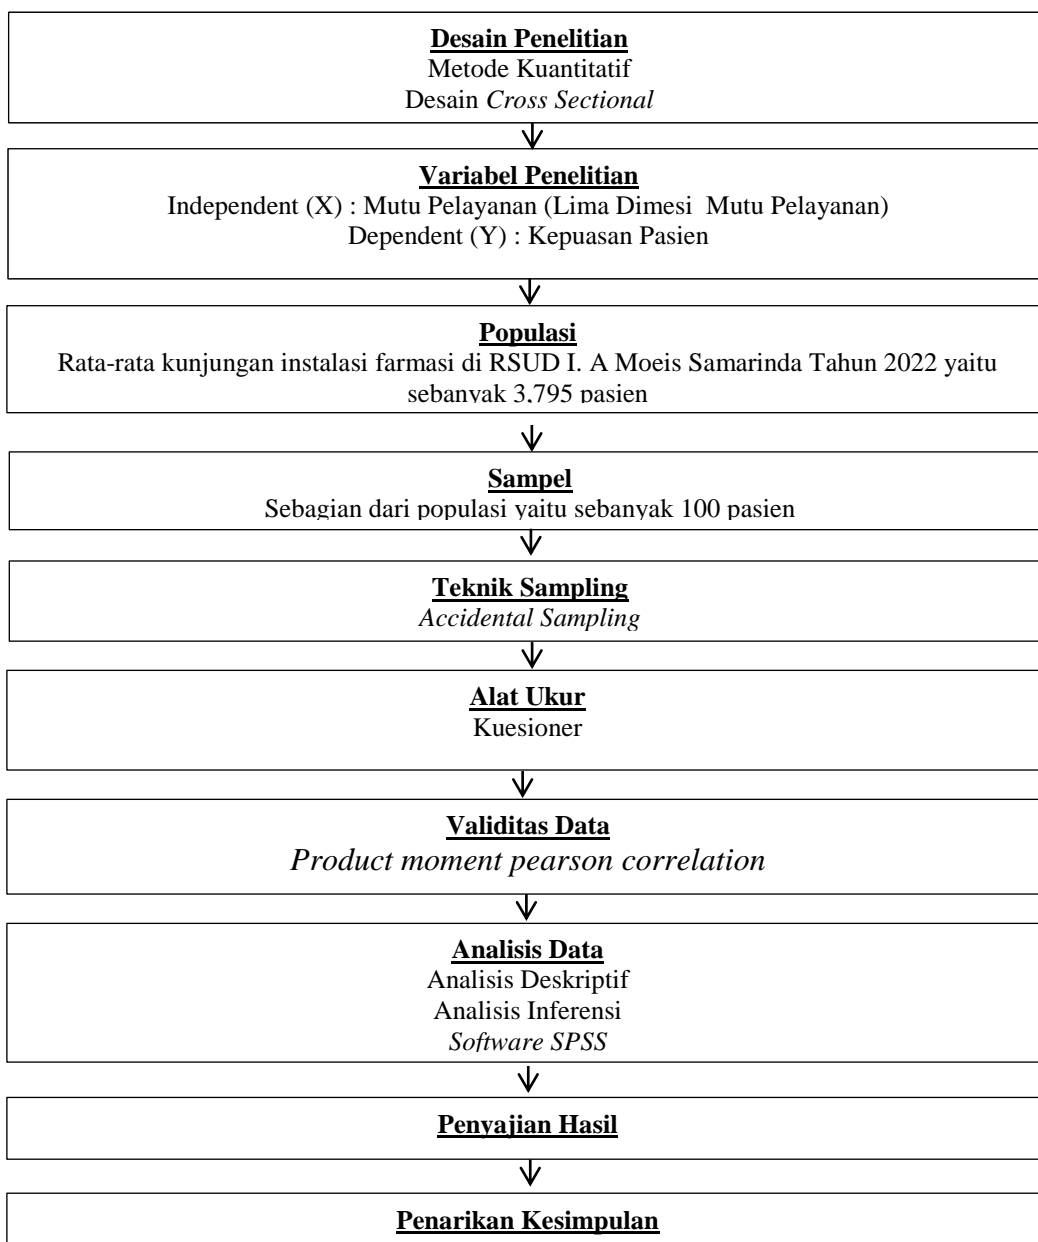 Desain Penelitian
Metode Kuantitatif
Desain Cross Sectional
Variabel Penelitian
Independent (X) : Mutu Pelayanan (Lima Dimesi Mutu Pelayanan)
Dependent (Y) : Kepuasan Pasien
Populasi
Rata-rata kunjungan instalasi farmasi di RSUD I. A Moeis Samarinda Tahun 2022 yaitu
sebanyak 3,795 pasien
Sampel
Sebagian dari populasi yaitu sebanyak 100 pasien
Teknik Sampling
Accidental Sampling
Alat Ukur
Kuesioner
Validitas Data
Product moment pearson correlation
Analisis Data
Analisis Deskriptif
Analisis Inferensi
Software SPSS
Penyajian Hasil
Penarikan Kesimpulan